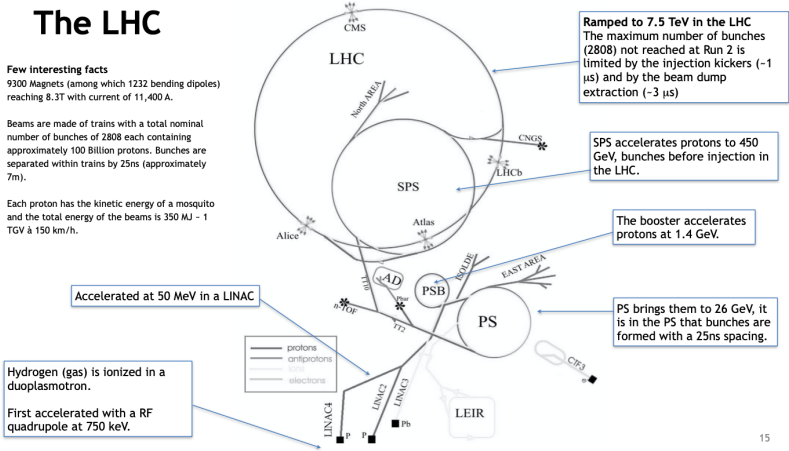 The LHC
Few interesting facts
9300 Magnets (among which 1232 bending dipoles)
reaching 8.3T with current of 11,400 A.
Beams are made of trains with a total nominal
number of bunches of 2808 each containing
approximately 100 Billion protons. Bunches are
separated within trains by 25ns (approximately
7m).
Each proton has the kinetic energy of a mosquito
and the total energy of the beams is 350 MJ ~ 1
TGV à 150 km/h.
Accelerated at 50 MeV in a LINAC
Hydrogen (gas) is ionized in a
duoplasmotron.
First accelerated with a RF
quadrupole at 750 keV.
CMS
LHC
North AREA
CNGS
LHCb
SPS
Atlas
Alice
TT10
AD
Pbar
n-TOF
TT2
PSB
ISOLDE
EAST AREA
PS
CTF3
e
protons
antiprotons
ions
electrons
LINAC4
LINAC2
LINAC3
P
P
Pb
LEIR
Ramped to 7.5 TeV in the LHC
The maximum number of bunches
(2808) not reached at Run 2 is
limited by the injection kickers (~1
μs) and by the beam dump
extraction (~3 μs)
SPS accelerates protons to 450
GeV, bunches before injection in
the LHC.
The booster accelerates
protons at 1.4 GeV.
PS brings them to 26 GeV, it
is in the PS that bunches are
formed with a 25ns spacing.
15